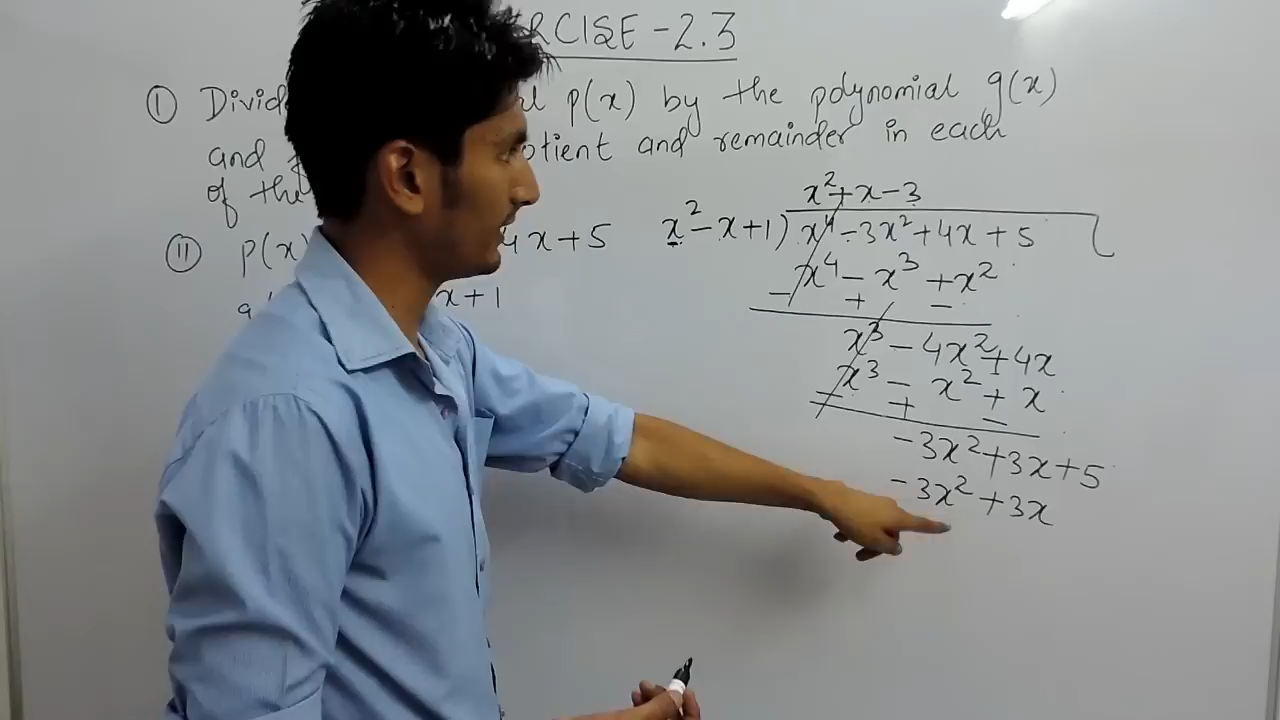 RCISE - 2.3
① p(x) by the polynomial g(x)
and and remainder in each
of the
x² + x - 3
⑪ p(x) 4x + 5 x² - x + 1) x⁴ - 3x² + 4x + 5
x + 1 x⁴ - x³ + x²
- + -
x³ - 4x² + 4x
x³ - x² + x
- + -
-3x² + 3x + 5
-3x² + 3x